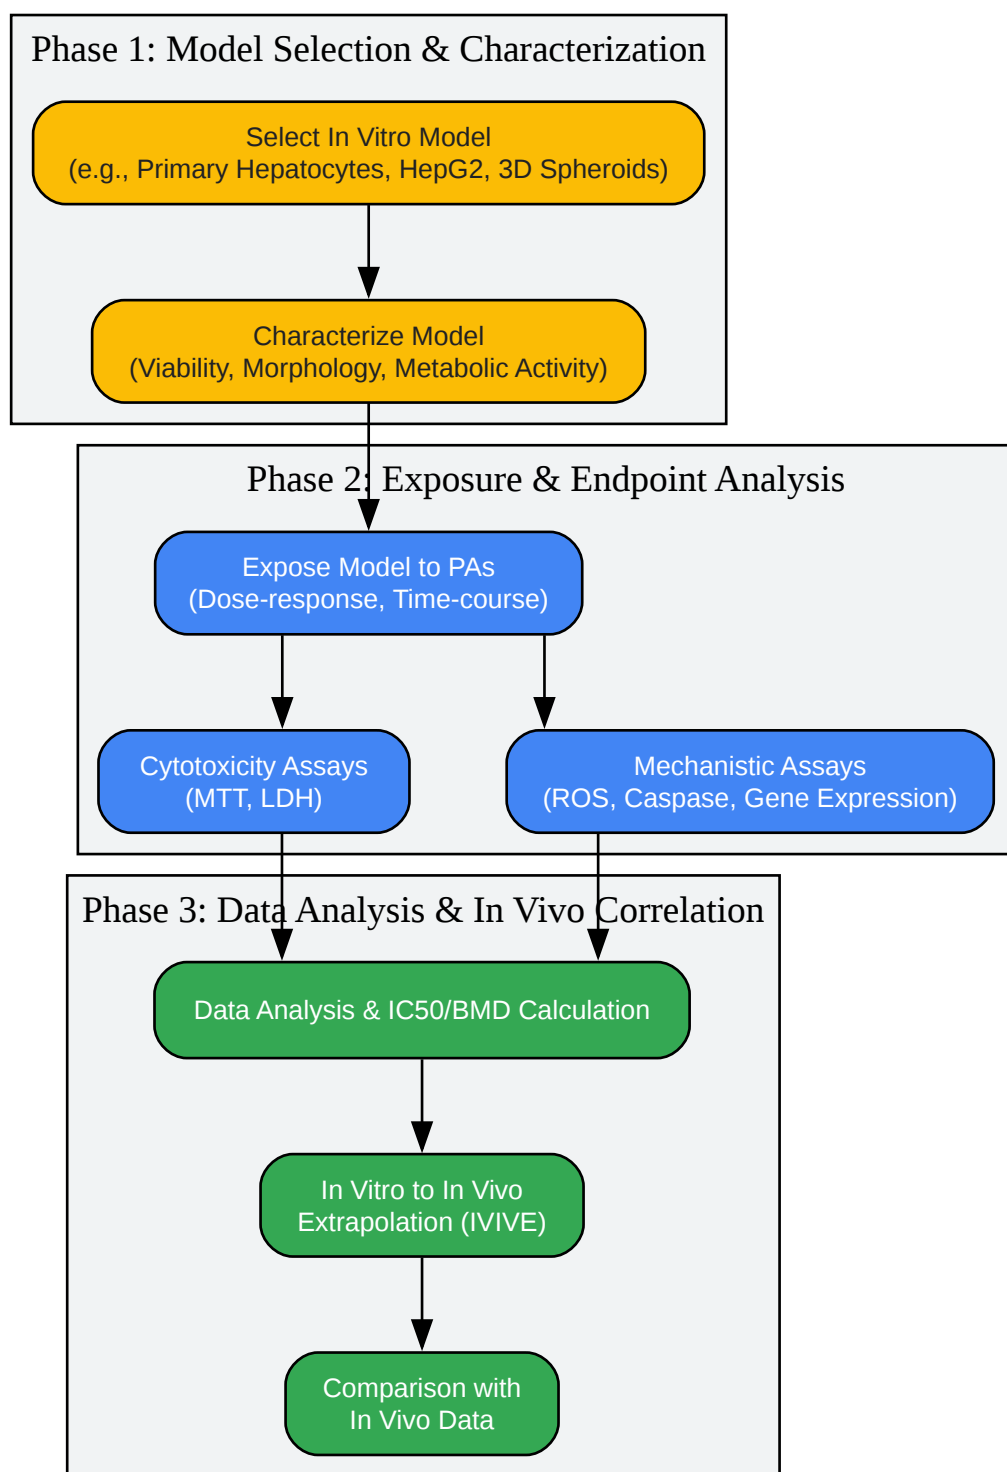 Phase 1: Model Selection & Characterization
Select In Vitro Model
(e.g., Primary Hepatocytes, HepG2, 3D Spheroids)
Characterize Model
(Viability, Morphology, Metabolic Activity)
Phase 2: Exposure & Endpoint Analysis
Expose Model to PAs
(Dose-response, Time-course)
Cytotoxicity Assays
(MTT, LDH)
Mechanistic Assays
(ROS, Caspase, Gene Expression)
Phase 3: Data Analysis & In Vivo Correlation
Data Analysis & IC50/BMD Calculation
In Vitro to In Vivo
Extrapolation (IVIVE)
Comparison with
In Vivo Data